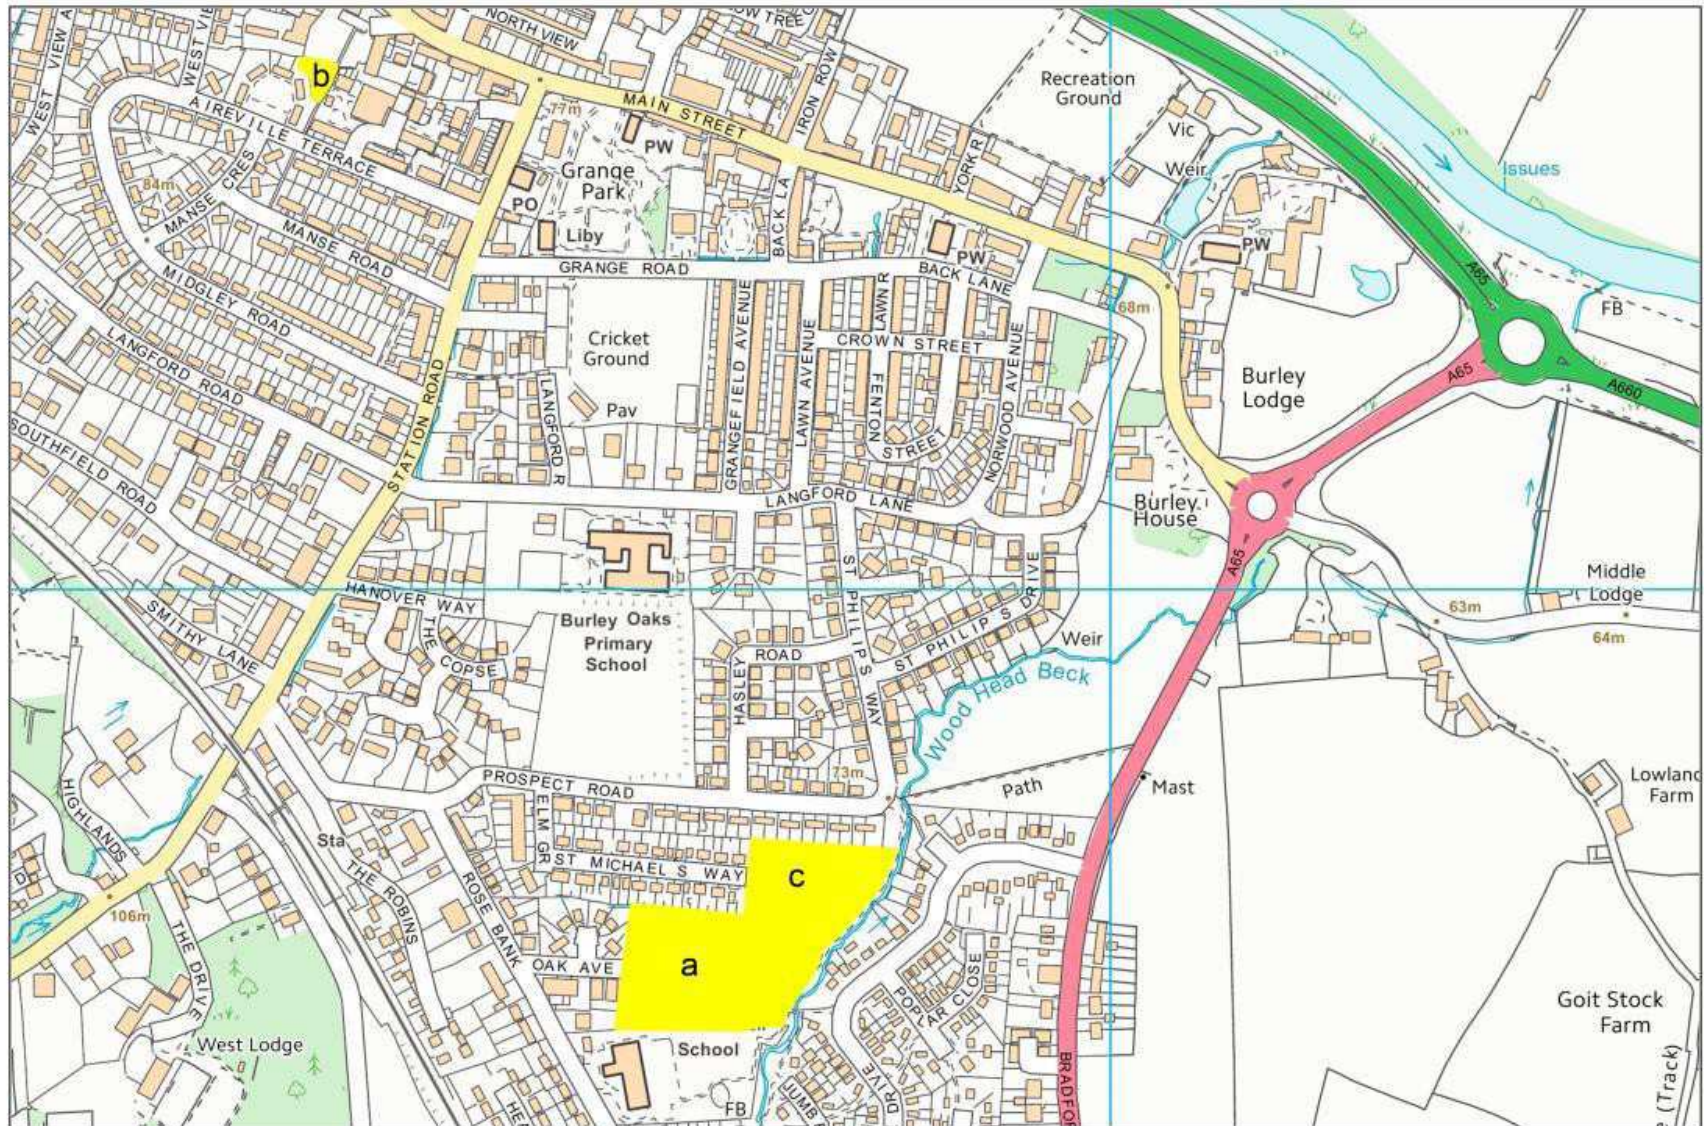 NORTH VIEW
OW TREE C
WEST VIEW A
WEST VIE
b
AIREVILLE TERRACE
77m
MAIN STREET
IRON ROW
Recreation
Ground
Vic
Weir
Issues
PW
Grange
Park
PO
Liby
BACK LA
YORK R
84m
MANSE CRES
MANSE ROAD
PW
PW
A65
GRANGE ROAD
BACK LANE
MIDGLEY ROAD
68m
FB
Cricket
Ground
GRANGEFIELD AVENUE
LAWN AVENUE
LAWN R
CROWN STREET
LANGFORD ROAD
STATION ROAD
LANGFORD R
Pav
FENTON
STREET
NORWOOD AVENUE
Burley
Lodge
A65
A660
SOUTHFIELD ROAD
LANGFORD LANE
Burley
House
A65
HANOVER WAY
ST PHILIPS WAY
ST PHILIP S DRIVE
Middle
Lodge
63m
64m
SMITHY LANE
THE COPSE
Burley Oaks
Primary
School
HASLEY ROAD
Weir
Wood Head Beck
73m
PROSPECT ROAD
Path
Mast
Lowland
Farm
HIGHLANDS
Sta
ELM GR
ST MICHAEL S WAY
c
THE ROBINS
ROSE BANK
D
106m
THE DRIVE
OAK AVE
a
POPLAR CLOSE
Goit Stock
Farm
West Lodge
School
FB
DRIVE
JUMB
BRADFO
HEA
e (Track)